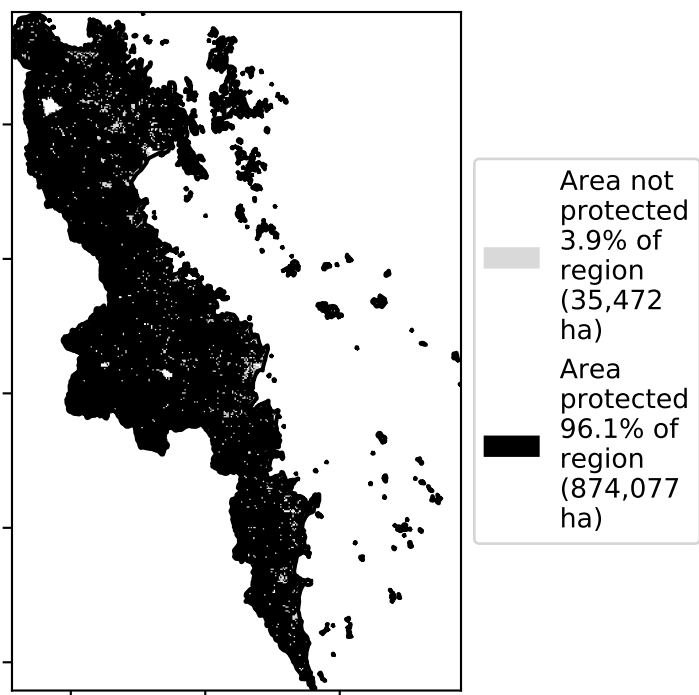 Area not
protected
3.9% of
region
(35,472
ha)
Area
protected
96.1% of
region
(874,077
ha)